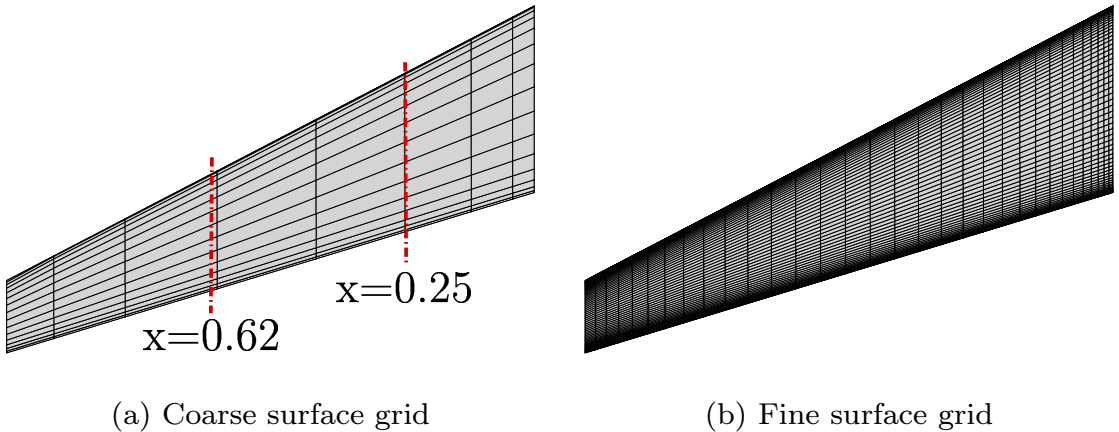 x=0.25
x=0.62
(a) Coarse surface grid
(b) Fine surface grid